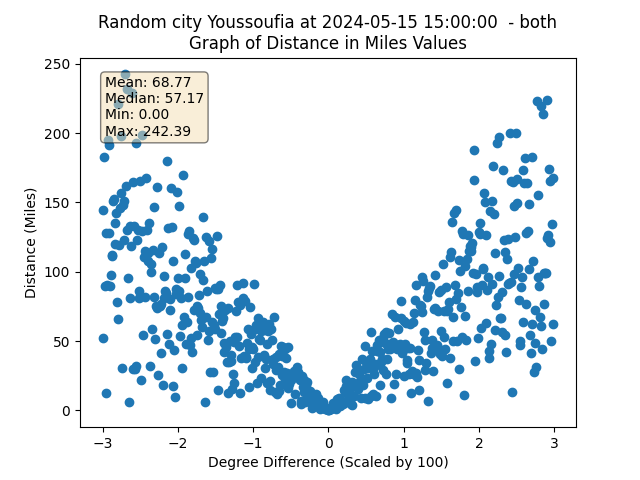 Random city Youssoufia at 2024-05-15 15:00:00  - both
Graph of Distance in Miles Values
250
200
150
100
50
0
Mean: 68.77
Median: 57.17
Min: 0.00
Max: 242.39
Distance (Miles)
−3
−2
−1
0
1
2
3
Degree Difference (Scaled by 100)